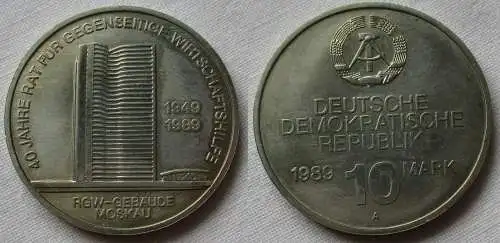 40 JAHRE RAT FÜR GEGENSEITIGE WIRTSCHAFTSHILFE
1949
1989
RGW-GEBÄUDE
MOSKAU
DEUTSCHE
DEMOKRATISCHE
REPUBLIK
1989 10 MARK
A